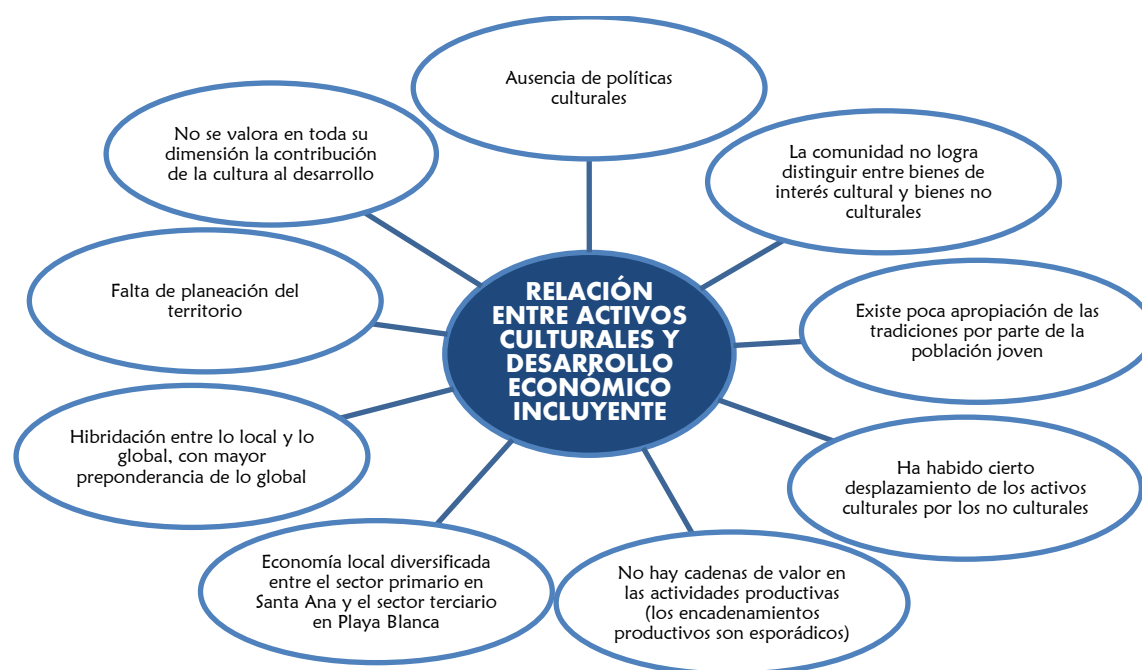 Ausencia de políticas
culturales
La comunidad no logra
distinguir entre bienes de
interés cultural y bienes no
culturales
Existe poca apropiación de las
tradiciones por parte de la
población joven
Ha habido cierto
desplazamiento de los activos
culturales por los no culturales
No hay cadenas de valor en
las actividades productivas
(los encadenamientos
productivos son esporádicos)
Economía local diversificada
entre el sector primario en
Santa Ana y el sector terciario
en Playa Blanca
Hibridación entre lo local y lo
global, con mayor
preponderancia de lo global
Falta de planeación del
territorio
No se valora en toda su
dimensión la contribución
de la cultura al desarrollo
RELACIÓN
ENTRE ACTIVOS
CULTURALES Y
DESARROLLO
ECONÓMICO
INCLUYENTE